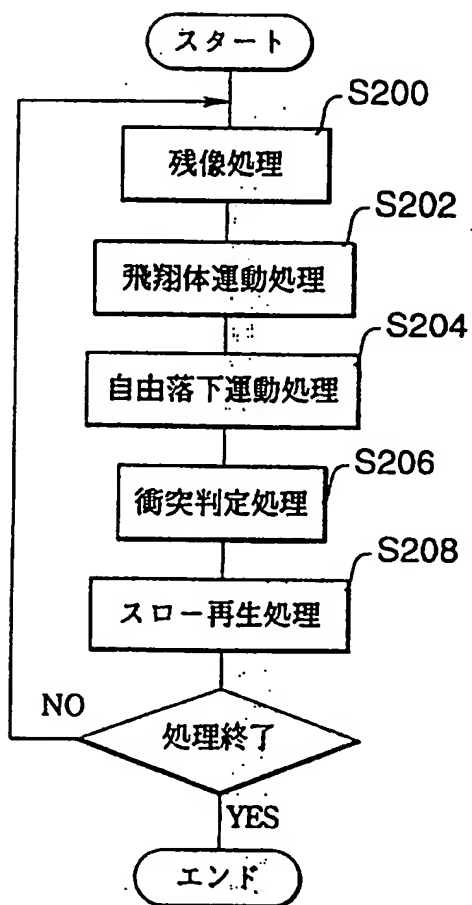 スタート
S200
残像処理
S202
飛翔体運動処理
S204
自由落下運動処理
S206
衝突判定処理
S208
スロー再生処理
NO
処理終了
YES
エンド